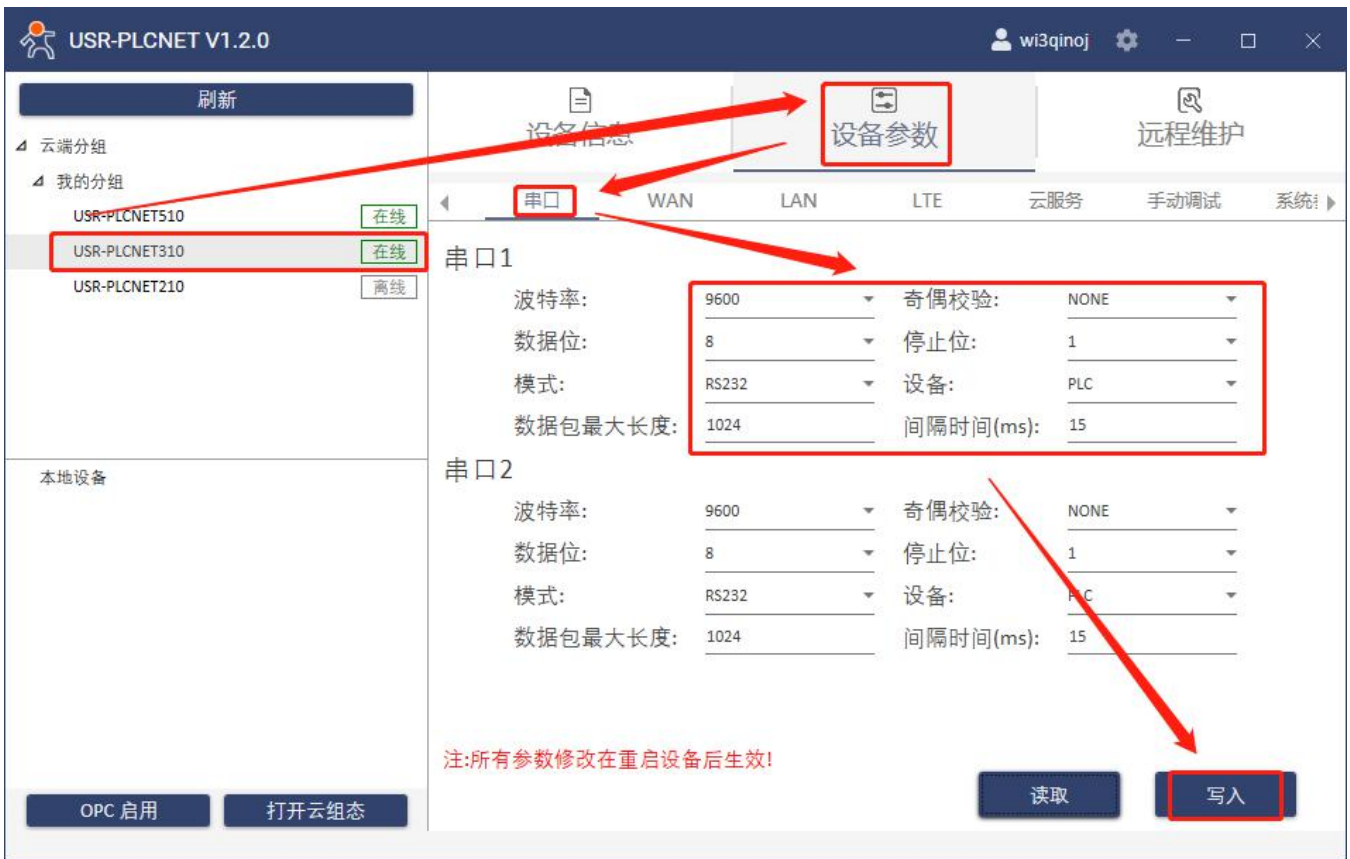 USR-PLCNET V1.2.0
wi3qinoj
刷新
云端分组
我的分组
USR-PLCNET510 在线
USR-PLCNET310 在线
USR-PLCNET210 离线
本地设备
OPC 启用 打开云组态
设备信息 设备参数 远程维护
串口 WAN LAN LTE 云服务 手动调试 系统
串口1
波特率: 9600 奇偶校验: NONE
数据位: 8 停止位: 1
模式: RS232 设备: PLC
数据包最大长度: 1024 间隔时间(ms): 15
串口2
波特率: 9600 奇偶校验: NONE
数据位: 8 停止位: 1
模式: RS232 设备: PLC
数据包最大长度: 1024 间隔时间(ms): 15
注:所有参数修改在重启设备后生效!
读取 写入